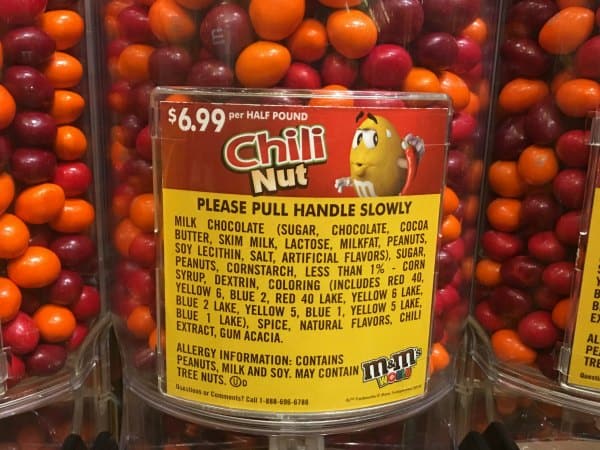 $6.99 per HALF POUND
Chili
Nut
PLEASE PULL HANDLE SLOWLY
MILK CHOCOLATE (SUGAR, CHOCOLATE, COCOA
BUTTER, SKIM MILK, LACTOSE, MILKFAT, PEANUTS,
SOY LECITHIN, SALT, ARTIFICIAL FLAVORS), SUGAR,
PEANUTS, CORNSTARCH, LESS THAN 1% - CORN
SYRUP, DEXTRIN, COLORING (INCLUDES RED 40,
YELLOW 6, BLUE 2, RED 40 LAKE, YELLOW 6 LAKE,
BLUE 2 LAKE, YELLOW 5, BLUE 1, YELLOW 5 LAKE,
BLUE 1 LAKE), SPICE, NATURAL FLAVORS, CHILI
EXTRACT, GUM ACACIA.
ALLERGY INFORMATION: CONTAINS
PEANUTS, MILK AND SOY. MAY CONTAIN
TREE NUTS. ⓊD
m&m's
WORLD
Questions or Comments? Call 1-888-696-6788